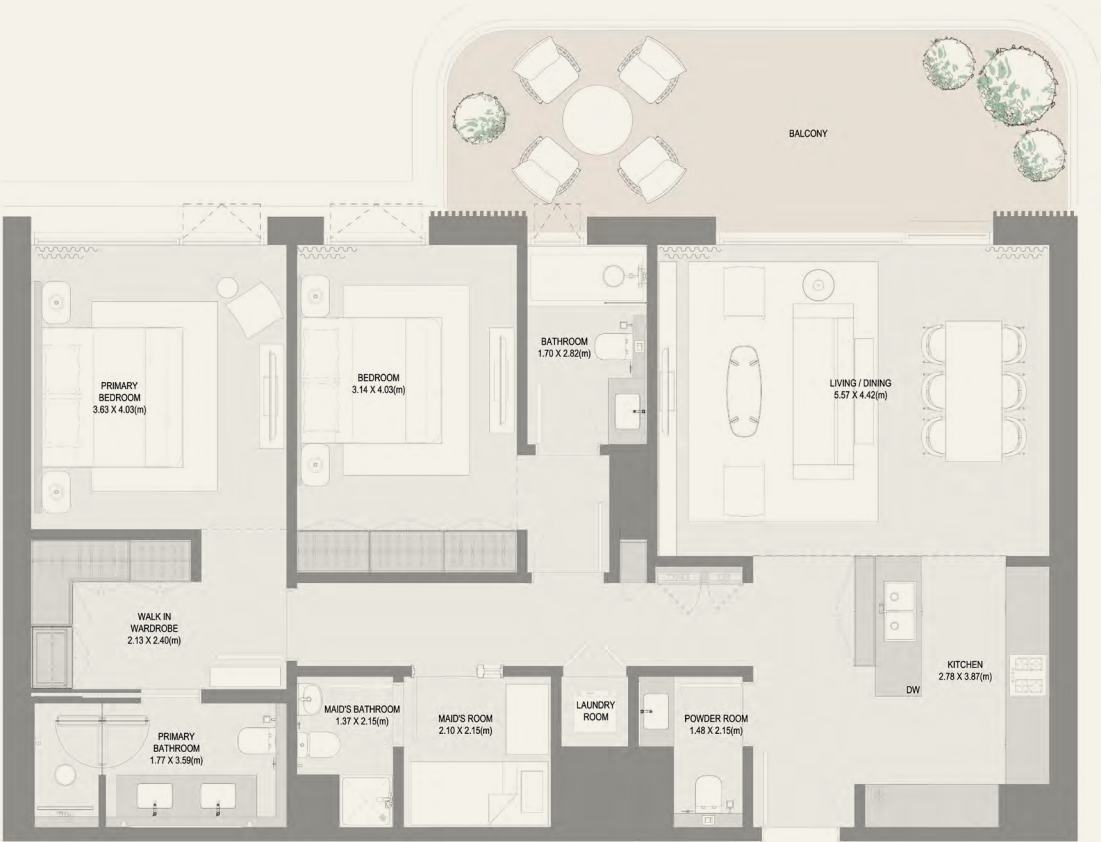 BALCONY
PRIMARY
BEDROOM
3.63 X 4.03(m)
BEDROOM
3.14 X 4.03(m)
BATHROOM
1.70 X 2.82(m)
LIVING / DINING
5.57 X 4.42(m)
WALK IN
WARDROBE
2.13 X 2.40(m)
KITCHEN
2.78 X 3.87(m)
DW
MAID'S BATHROOM
1.37 X 2.15(m)
MAID'S ROOM
2.10 X 2.15(m)
LAUNDRY
ROOM
POWDER ROOM
1.48 X 2.15(m)
PRIMARY
BATHROOM
1.77 X 3.59(m)